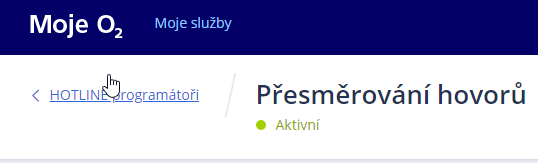 Moje O2
Moje služby
HOTLINE programátoři
Přesměrování hovorů
Aktivní